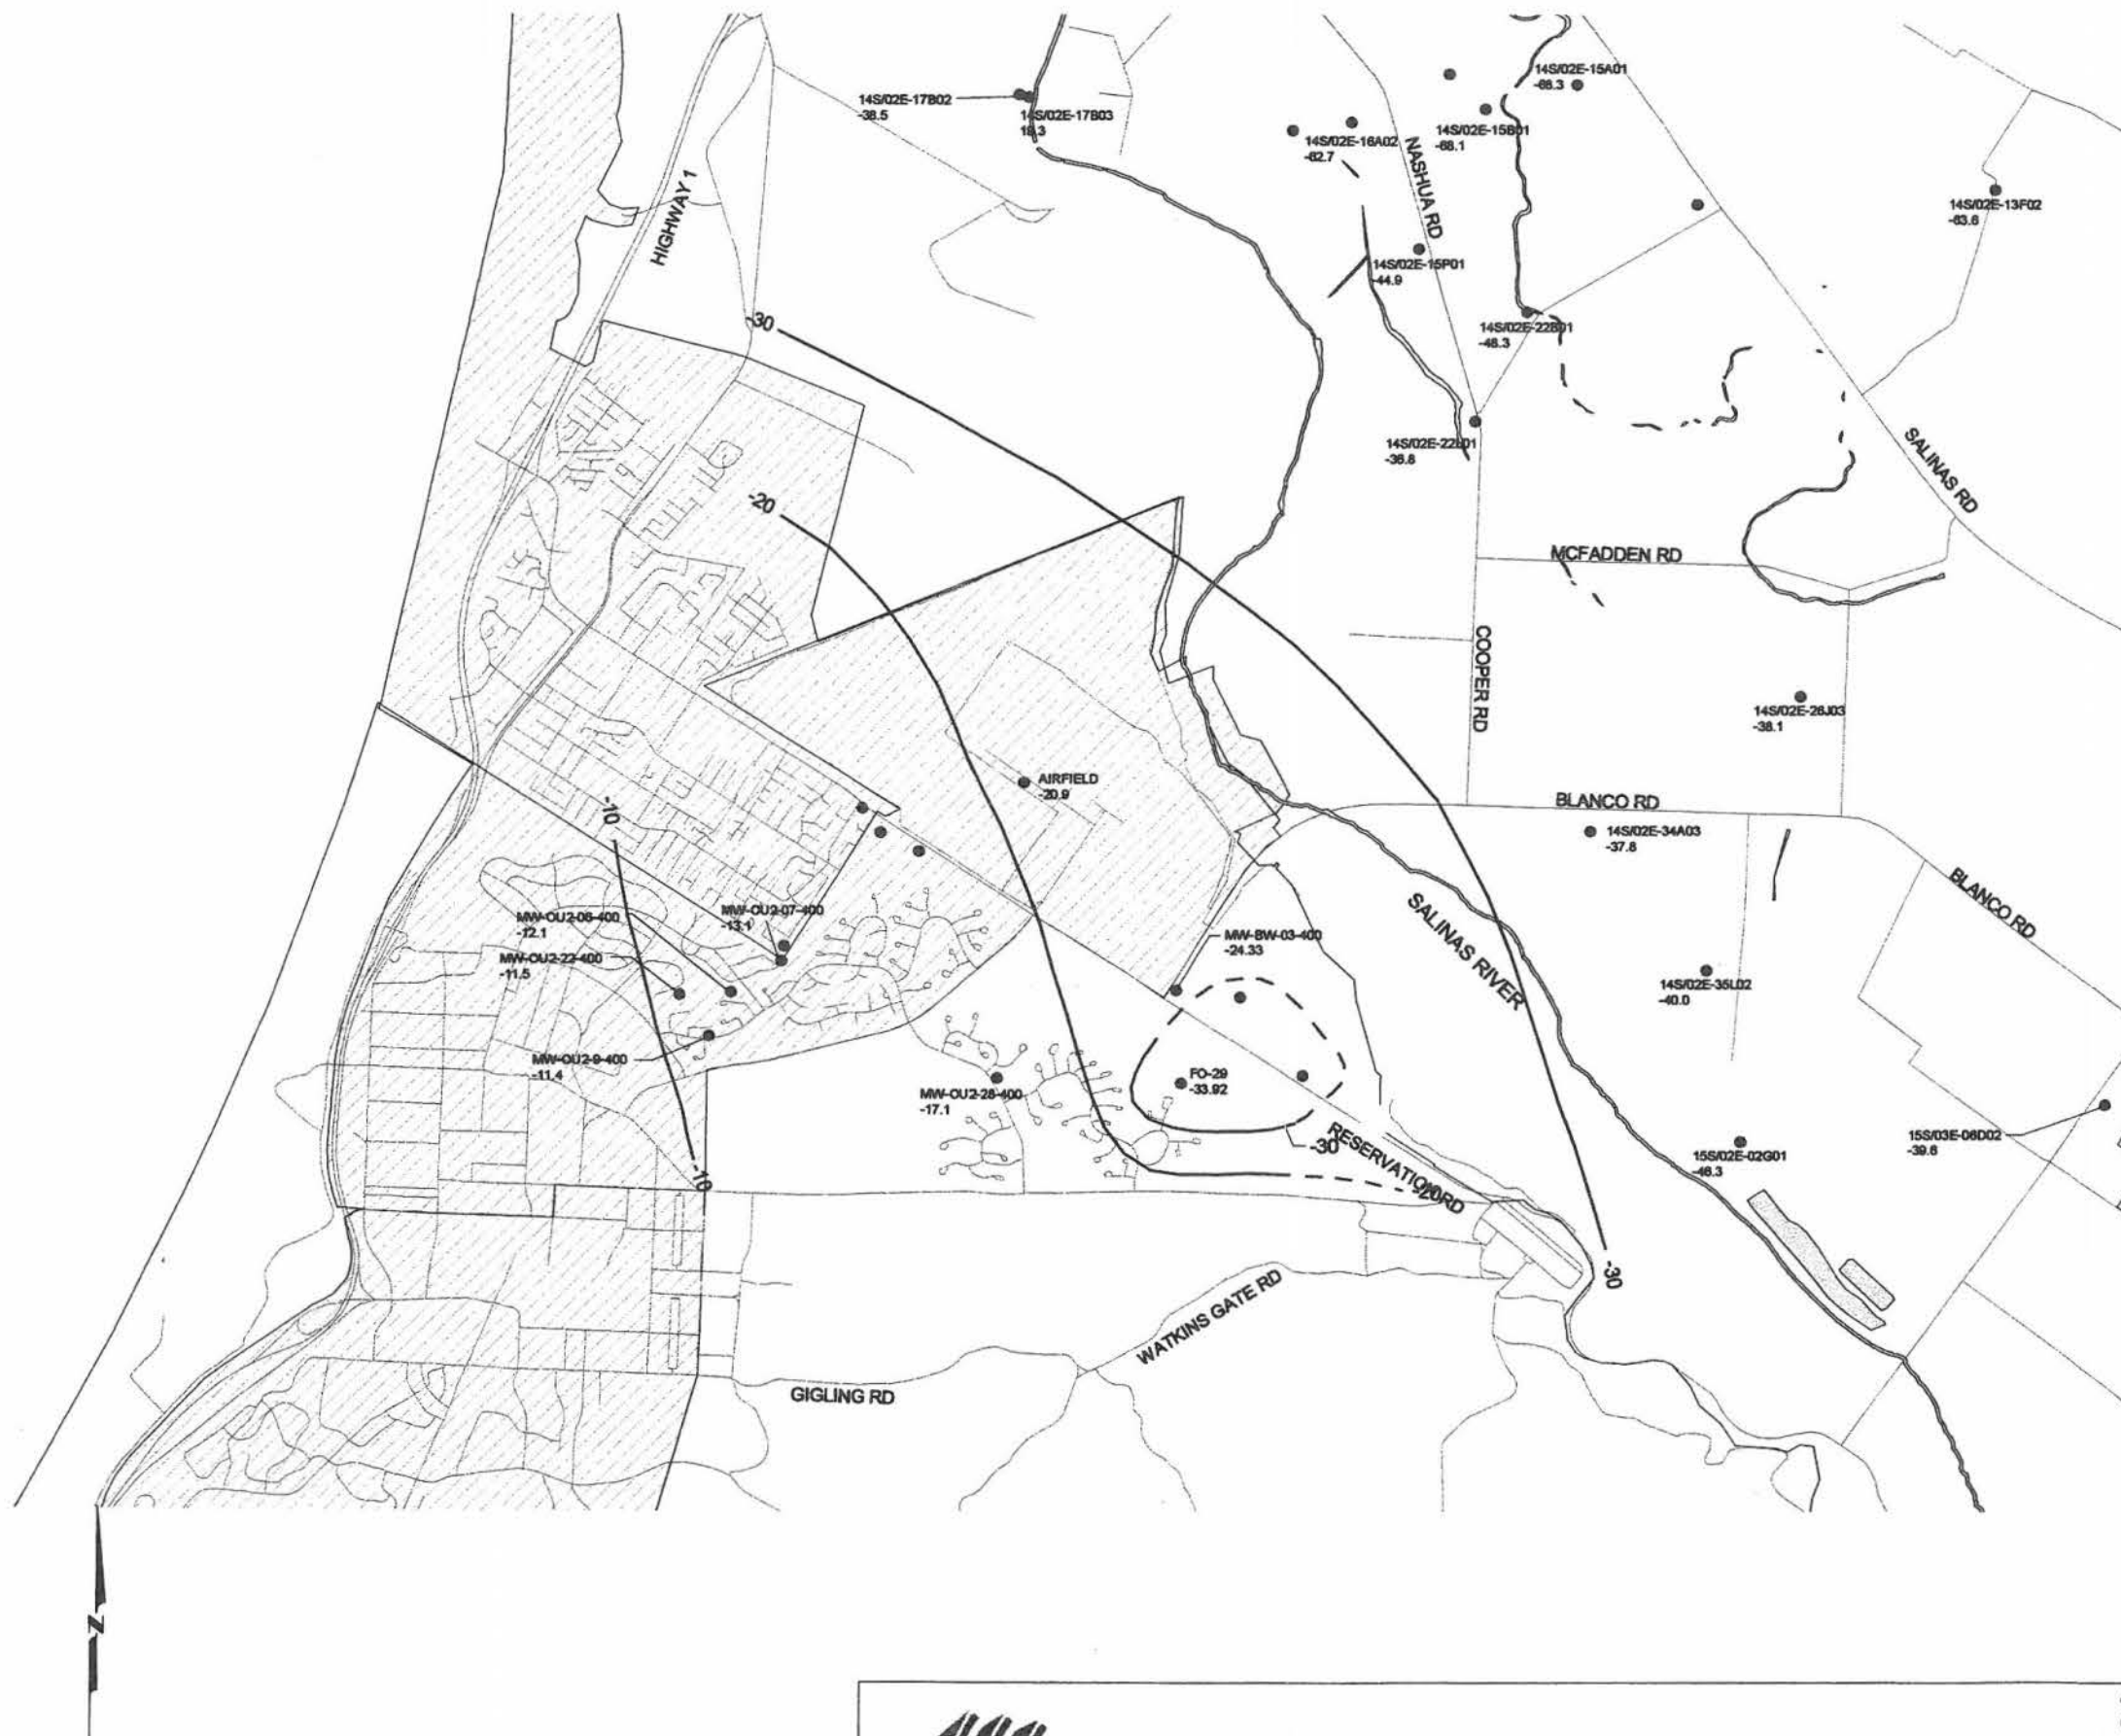 14S/02E-15A01
-68.3
14S/02E-17B02
-38.5
14S/02E-17B03
19.3
14S/02E-15B01
-68.1
14S/02E-16A02
-62.7
NASHUA RD
HIGHWAY 1
14S/02E-13F02
-63.6
14S/02E-15P01
-44.9
-30
14S/02E-22B01
-48.3
14S/02E-22L01
-36.8
SALINAS RD
-20
MCFADDEN RD
COOPER RD
14S/02E-26J03
-38.1
AIRFIELD
-20.9
-10
BLANCO RD
14S/02E-34A03
-37.8
BLANCO RD
MW-OU2-07-400
-13.1
MW-OU2-06-400
-12.1
SALINAS RIVER
MW-BW-03-400
-24.33
MW-OU2-22-400
-11.5
14S/02E-35L02
-40.0
MW-OU2-9-400
-11.4
FO-29
-33.92
MW-OU2-28-400
-17.1
-30
RESERVATION RD
15S/03E-06D02
-39.6
15S/02E-02G01
-46.3
-10
-20
-30
WATKINS GATE RD
GIGLING RD
N